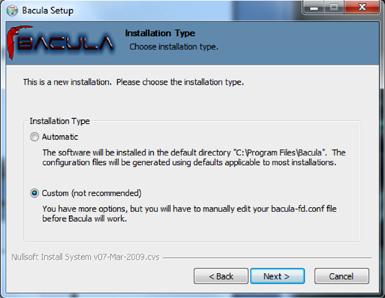 Bacula Setup
BACULA
Installation Type
Choose installation type.
This is a new installation. Please choose the installation type.
Installation Type
Automatic
The software will be installed in the default directory "C:\Program Files\Bacula". The
configuration files will be generated using defaults applicable to most installations.
Custom (not recommended)
You have more options, but you will have to manually edit your bacula-fd.conf file
before Bacula will work.
Nullsoft Install System v07-Mar-2009.cvs
< Back
Next >
Cancel